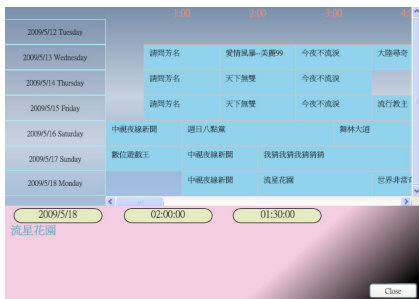 1:00 2:00 3:00
2009/5/12 Tuesday
2009/5/13 Wednesday 請問芳名 愛情風暴--美麗99 今夜不流淚 大陸尋奇
2009/5/14 Thursday 請問芳名 天下無雙 今夜不流淚
2009/5/15 Friday 請問芳名 天下無雙 今夜不流淚 流行教主
2009/5/16 Saturday 中視夜線新聞 週日八點黨 舞林大道
2009/5/17 Sunday 數位遊戲王 中視夜線新聞 我猜我猜我猜猜猜
2009/5/18 Monday 中視夜線新聞 流星花園 世界非常奇
2009/5/18 02:00:00 01:30:00
流星花園
Close